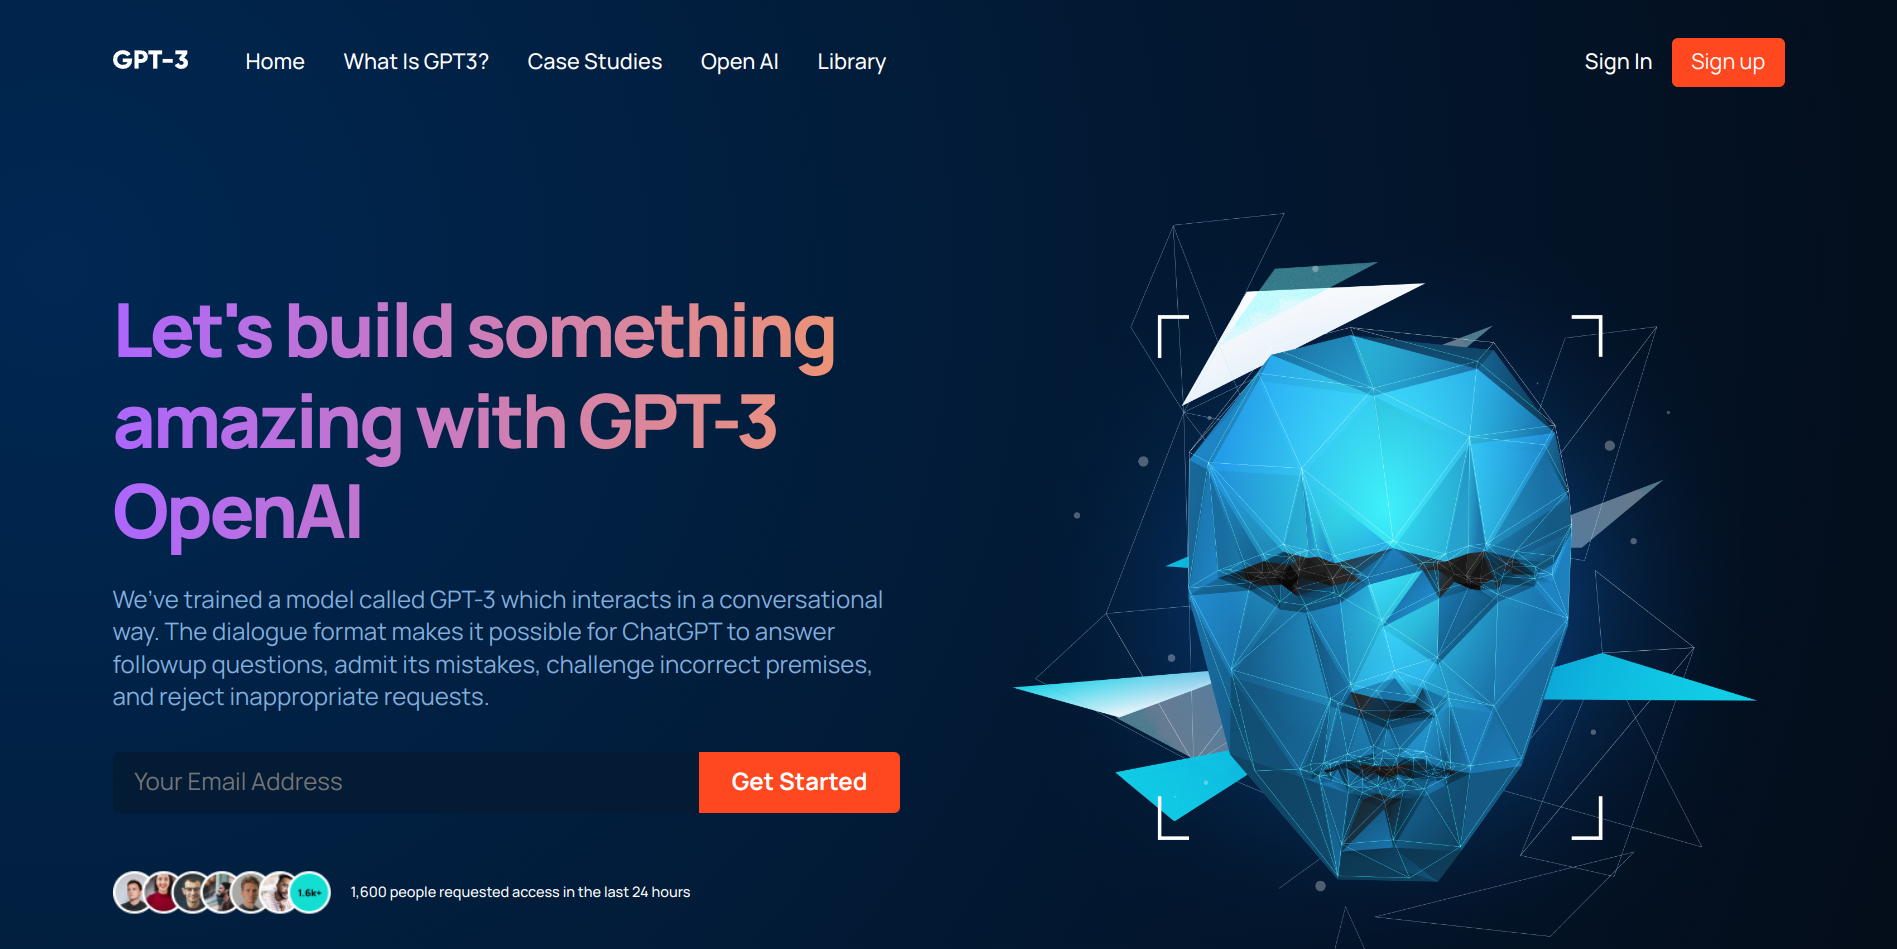 GPT-3
Home
What Is GPT3?
Case Studies
Open AI
Library
Sign In
Sign up
Let's build something
amazing with GPT-3
OpenAI
We’ve trained a model called GPT-3 which interacts in a conversational
way. The dialogue format makes it possible for ChatGPT to answer
followup questions, admit its mistakes, challenge incorrect premises,
and reject inappropriate requests.
Your Email Address
Get Started
1.6k+
1,600 people requested access in the last 24 hours